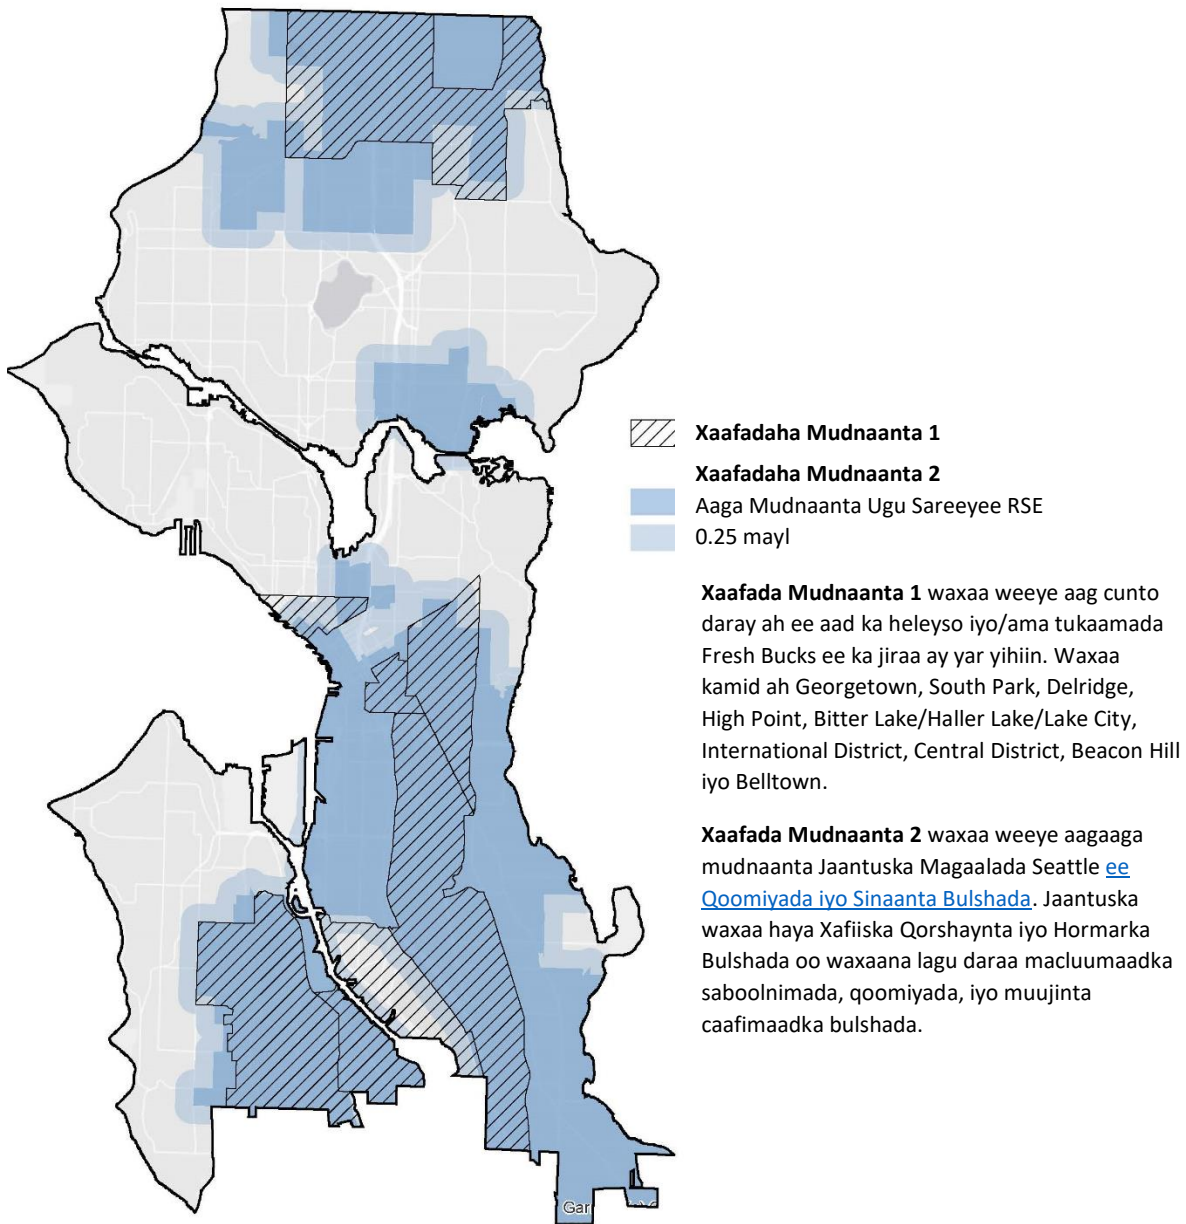 Xaafadaha Mudnaanta 1
Xaafadaha Mudnaanta 2
Aaga Mudnaanta Ugu Sareeyee RSE
0.25 mayl
Xaafada Mudnaanta 1 waxaa weeye aag cunto
daray ah ee aad ka heleyso iyo/ama tukaamada
Fresh Bucks ee ka jiraa ay yar yihiin. Waxaa
kamid ah Georgetown, South Park, Delridge,
High Point, Bitter Lake/Haller Lake/Lake City,
International District, Central District, Beacon Hill
iyo Belltown.
Xaafada Mudnaanta 2 waxaa weeye aagaaga
mudnaanta Jaantuska Magaalada Seattle ee
Qoomiyada iyo Sinaanta Bulshada. Jaantuska
waxaa haya Xafiiska Qorshaynta iyo Hormarka
Bulshada oo waxaana lagu daraa macluumaadka
saboolnimada, qoomiyada, iyo muujinta
caafimaadka bulshada.
Gar